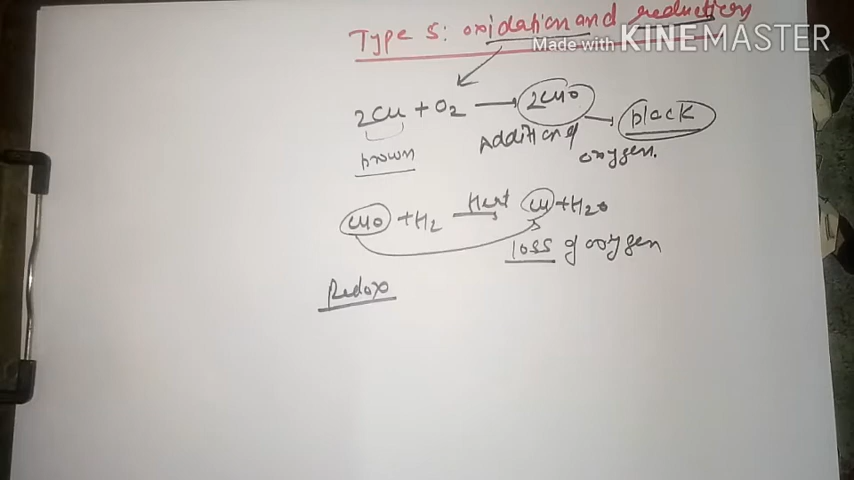 Type 5: oxidation and reduction
Made with KINEMASTER
2Cu + O2 → 2CuO → black
brown
Addition of oxygen.
CuO + H2 Heat → Cu + H2O
loss of oxygen
Redox